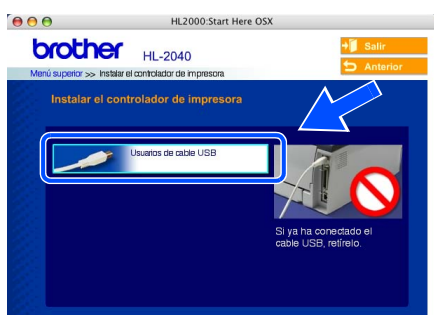 HL2000:Start Here OSX
brother HL-2040
Salir
Anterior
Menú superior >> Instalar el controlador de impresora
Instalar el controlador de impresora
Usuarios de cable USB
Si ya ha conectado el
cable USB, retírelo.